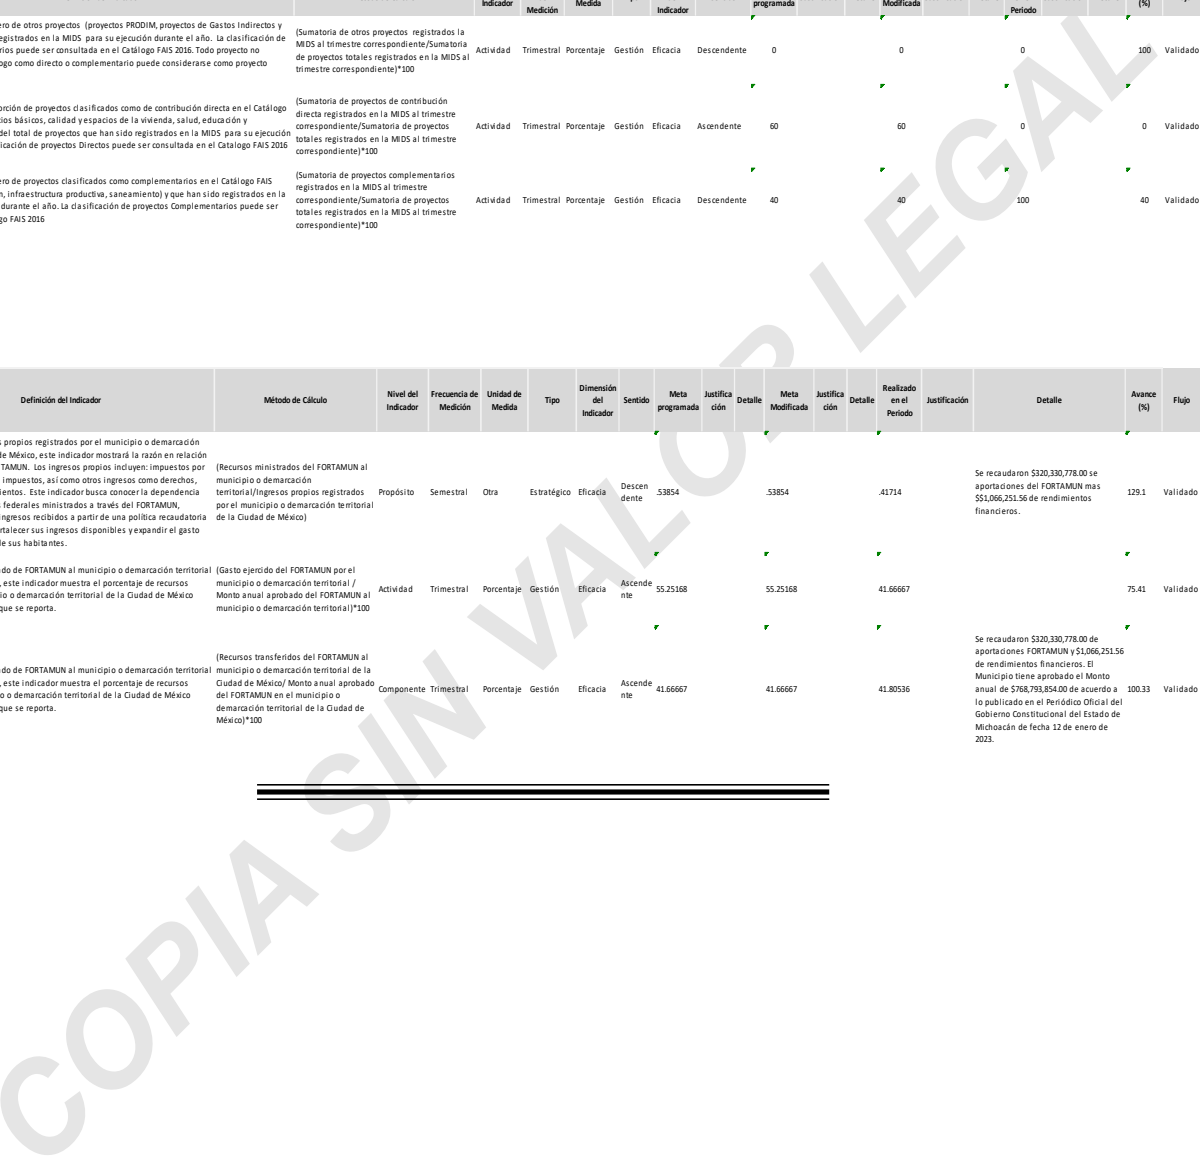 Indicador
Medición
Medida
Indicador
programada
Modificada
Periodo
(%)
ero de otros proyectos (proyectos PRODIM, proyectos de Gastos Indirectos y
egistrados en la MIDS para su ejecución durante el año. La clasificación de
rios puede ser consultada en el Catálogo FAIS 2016. Todo proyecto no
ogo como directo o complementario puede considerarse como proyecto
(Sumatoria de otros proyectos registrados la
MIDS al trimestre correspondiente/Sumatoria
de proyectos totales registrados en la MIDS al
trimestre correspondiente)*100
Actividad Trimestral Porcentaje Gestión Eficacia Descendente 0 0 0 100 Validado
orción de proyectos clasificados como de contribución directa en el Catálogo
cios básicos, calidad y espacios de la vivienda, salud, educación y
del total de proyectos que han sido registrados en la MIDS para su ejecución
ficación de proyectos Directos puede ser consultada en el Catalogo FAIS 2016
(Sumatoria de proyectos de contribución
directa registrados en la MIDS al trimestre
correspondiente/Sumatoria de proyectos
totales registrados en la MIDS al trimestre
correspondiente)*100
Actividad Trimestral Porcentaje Gestión Eficacia Ascendente 60 60 0 0 Validado
ero de proyectos clasificados como complementarios en el Catálogo FAIS
n, infraestructura productiva, saneamiento) y que han sido registrados en la
durante el año. La clasificación de proyectos Complementarios puede ser
go FAIS 2016
(Sumatoria de proyectos complementarios
registrados en la MIDS al trimestre
correspondiente/Sumatoria de proyectos
totales registrados en la MIDS al trimestre
correspondiente)*100
Actividad Trimestral Porcentaje Gestión Eficacia Descendente 40 40 100 40 Validado
Definición del Indicador
Método de Cálculo
Nivel del
Indicador
Frecuencia de
Medición
Unidad de
Medida
Tipo
Dimensión
del
Indicador
Sentido
Meta
programada
Justifica
ción
Detalle
Meta
Modificada
Justifica
ción
Detalle
Realizado
en el
Periodo
Justificación
Detalle
Avance
(%)
Flujo
s propios registrados por el municipio o demarcación
de México, este indicador mostrará la razón en relación
TAMUN. Los ingresos propios incluyen: impuestos por
impuestos, así como otros ingresos como derechos,
ientos. Este indicador busca conocer la dependencia
s federales ministrados a través del FORTAMUN,
ingresos recibidos a partir de una política recaudatoria
rtalecer sus ingresos disponibles y expandir el gasto
e sus habitantes.
(Recursos ministrados del FORTAMUN al
municipio o demarcación
territorial/Ingresos propios registrados
por el municipio o demarcación territorial
de la Ciudad de México)
Propósito Semestral Otra Estratégico Eficacia
Descen
dente
.53854 .53854 .41714
Se recaudaron $320,330,778.00 se
aportaciones del FORTAMUN mas
$$1,066,251.56 de rendimientos
financieros.
129.1 Validado
do de FORTAMUN al municipio o demarcación territorial
, este indicador muestra el porcentaje de recursos
io o demarcación territorial de la Ciudad de México
que se reporta.
(Gasto ejercido del FORTAMUN por el
municipio o demarcación territorial /
Monto anual aprobado del FORTAMUN al
municipio o demarcación territorial)*100
Actividad Trimestral Porcentaje Gestión Eficacia
Ascende
nte
55.25168 55.25168 41.66667 75.41 Validado
do de FORTAMUN al municipio o demarcación territorial
, este indicador muestra el porcentaje de recursos
o o demarcación territorial de la Ciudad de México
que se reporta.
(Recursos transferidos del FORTAMUN al
municipio o demarcación territorial de la
Ciudad de México/ Monto anual aprobado
del FORTAMUN en el municipio o
demarcación territorial de la Ciudad de
México)*100
Componente Trimestral Porcentaje Gestión Eficacia
Ascende
nte
41.66667 41.66667 41.80536
Se recaudaron $320,330,778.00 de
aportaciones FORTAMUN y $1,066,251.56
de rendimientos financieros. El
Municipio tiene aprobado el Monto
anual de $768,793,854.00 de acuerdo a
lo publicado en el Periódico Oficial del
Gobierno Constitucional del Estado de
Michoacán de fecha 12 de enero de
2023.
100.33 Validado
COPIA SIN VALOR LEGAL